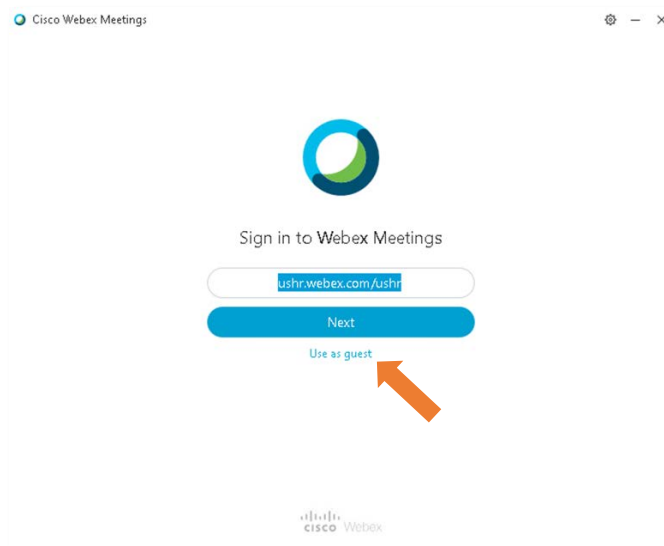 Cisco Webex Meetings
Sign in to Webex Meetings
ushr.webex.com/ushr
Next
Use as guest
cisco Webex